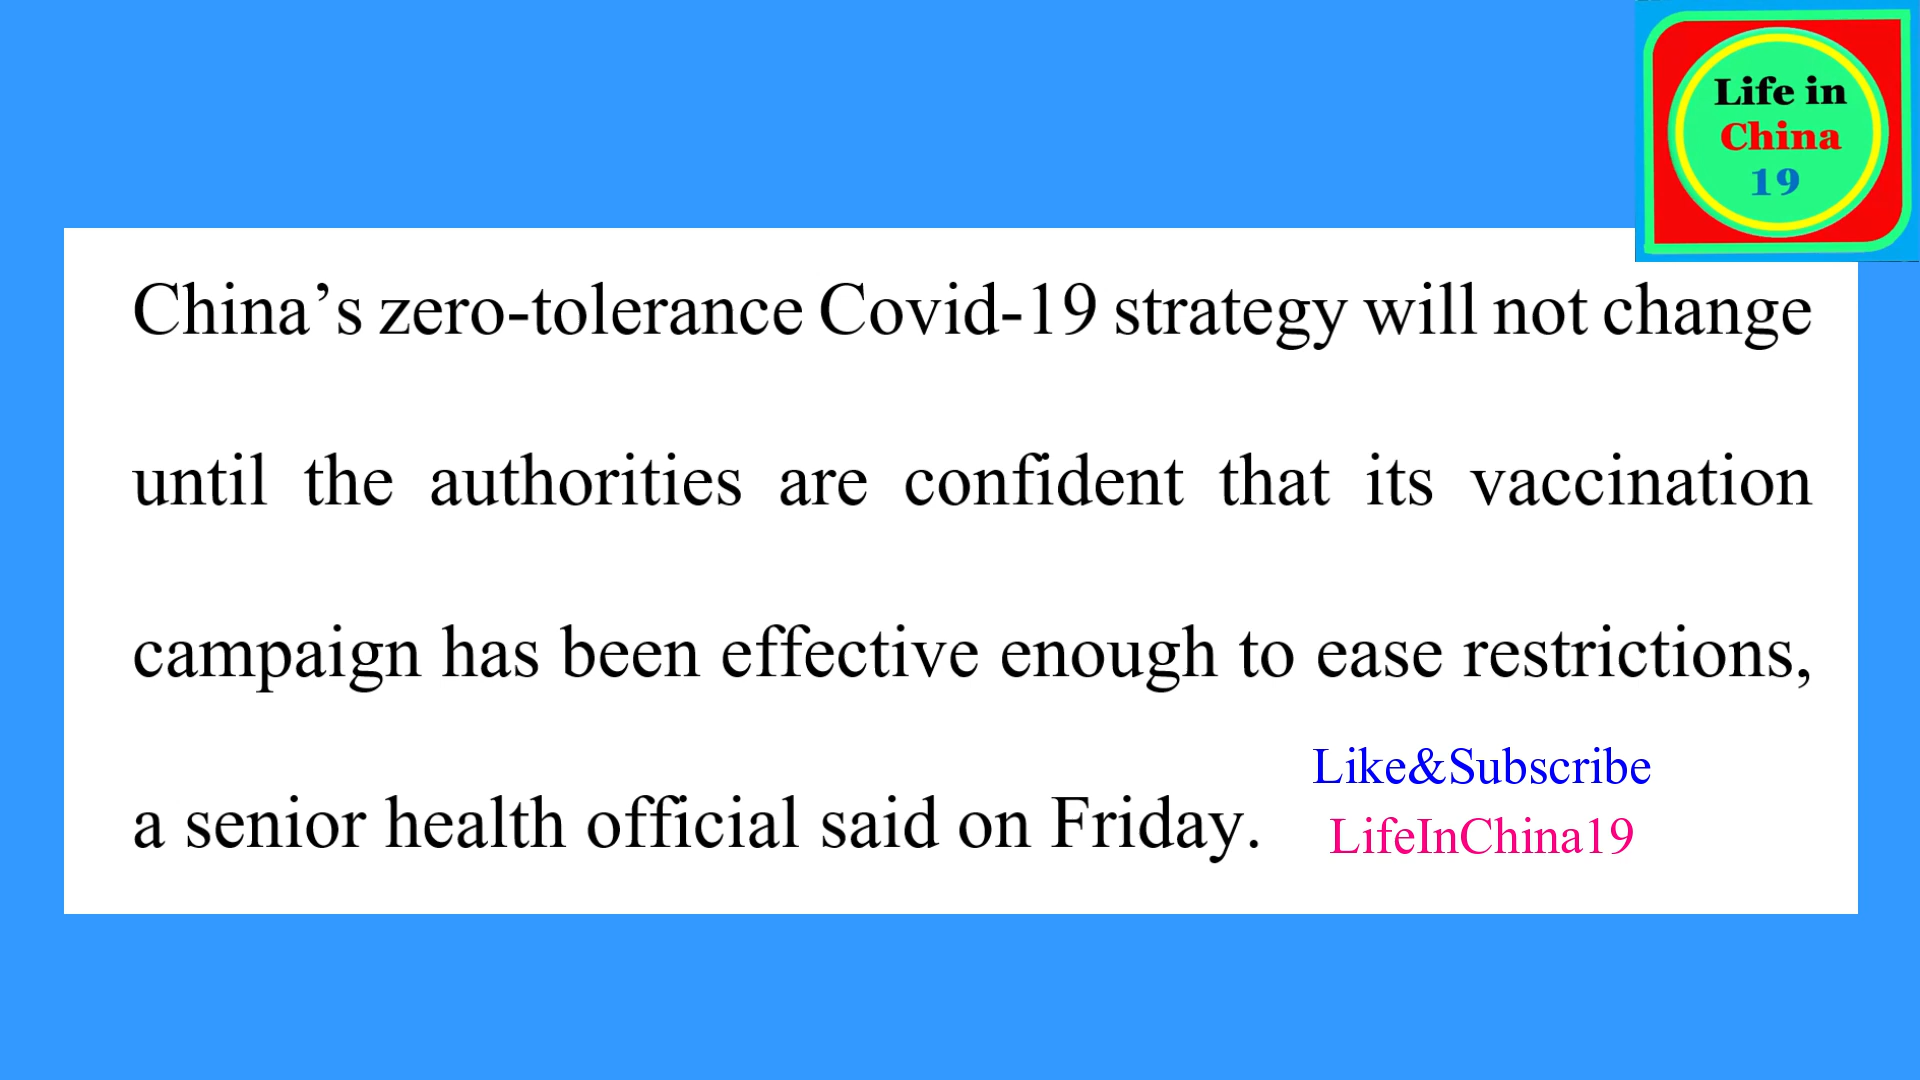 Life in
China
19
China’s zero-tolerance Covid-19 strategy will not change
until the authorities are confident that its vaccination
campaign has been effective enough to ease restrictions,
a senior health official said on Friday.
Like&Subscribe
LifeInChina19